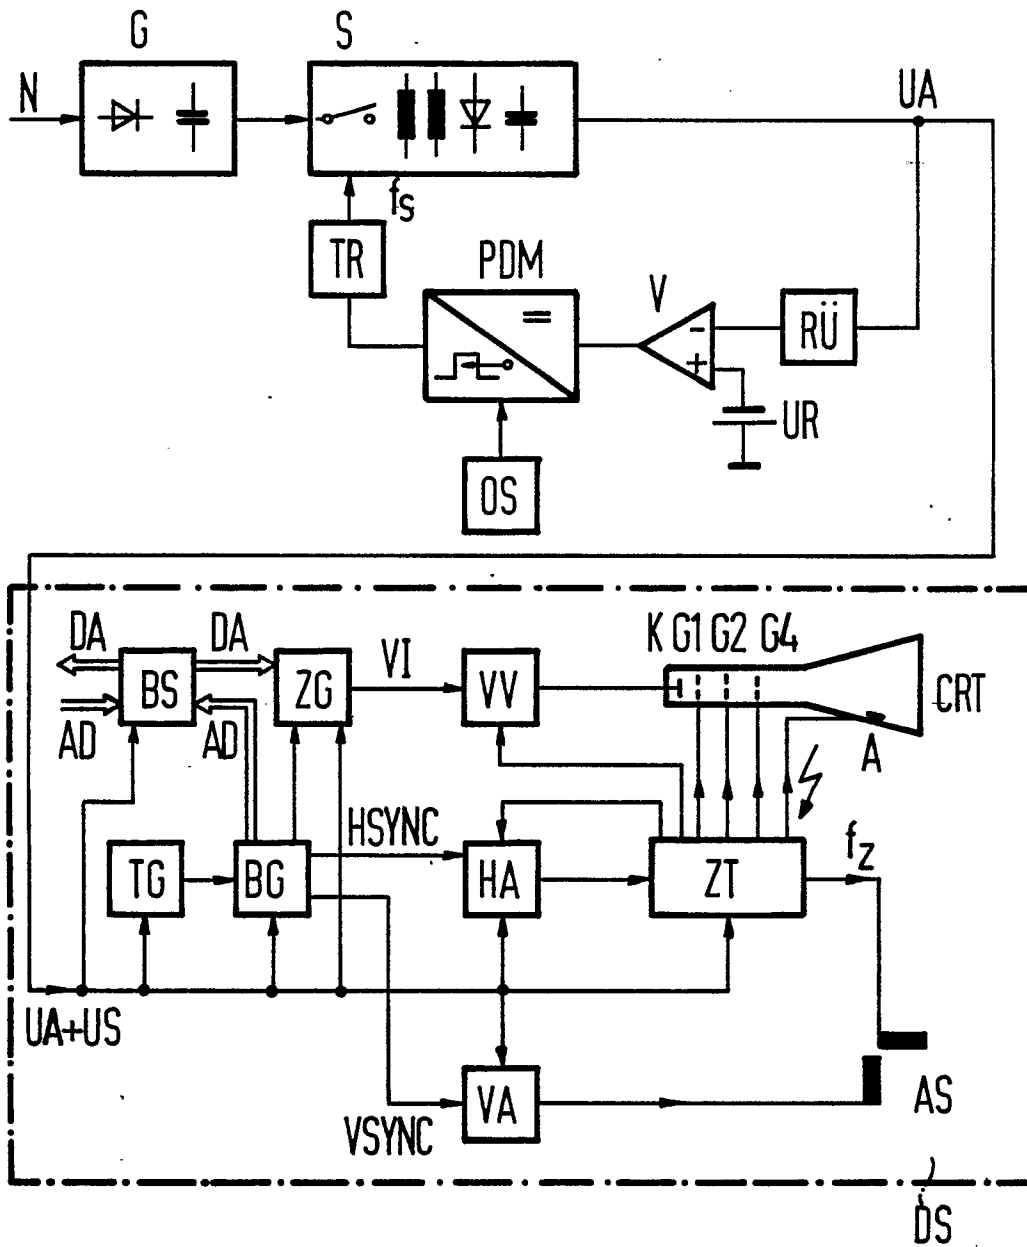 G
S
N
UA
fs
TR
PDM
V
RÜ
-
+
UR
OS
DA
DA
VI
K G1 G2 G4
BS
ZG
VV
CRT
AD
AD
A
HSYNC
fz
TG
BG
HA
ZT
UA+US
VA
AS
VSYNC
DS